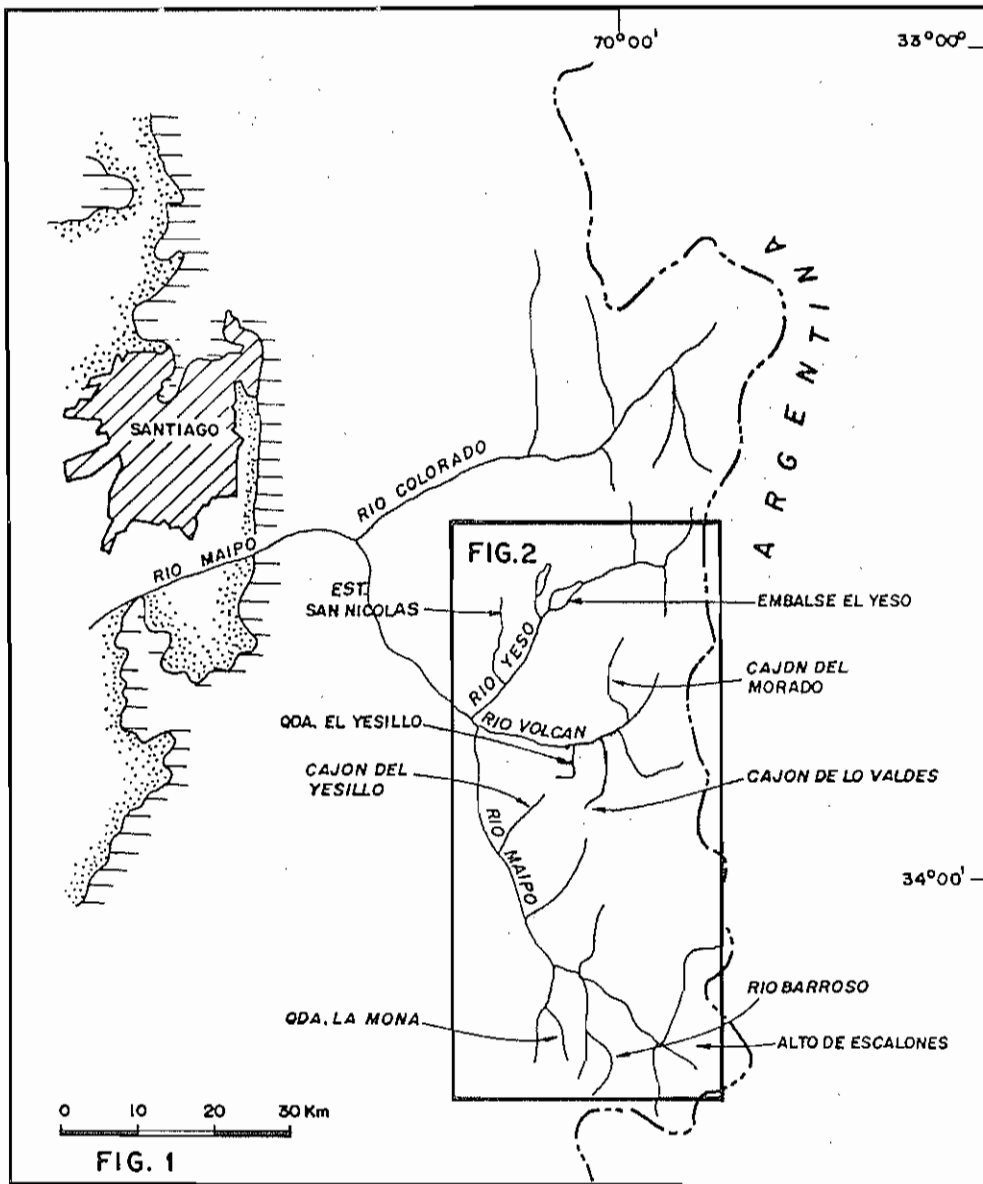 70°00'
33°00°
ARGENTINA
SANTIAGO
RIO COLORADO
RIO MAIPO
FIG.2
EST.
SAN NICOLAS
EMBALSE EL YESO
RIO YESO
CAJON DEL
MORADO
RIO VOLCAN
QDA. EL YESILLO
CAJON DEL
YESILLO
CAJON DE LO VALDES
RIO MAIPO
34°00'
RIO BARROSO
QDA. LA MONA
ALTO DE ESCALONES
0 10 20 30 Km
FIG. 1